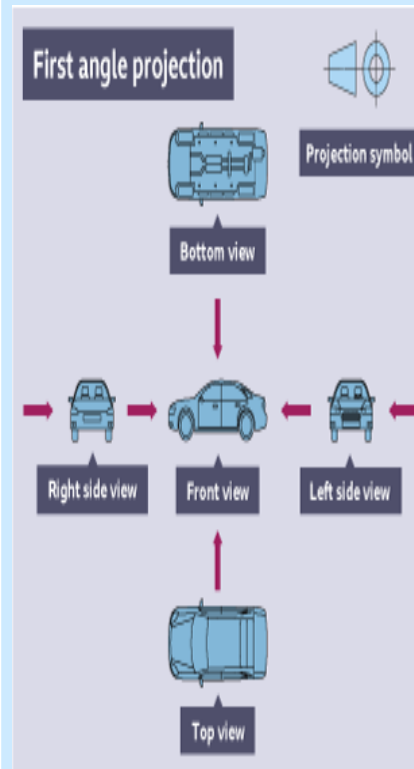 First angle projection
Projection symbol
Bottom view
Right side view
Front view
Left side view
Top view